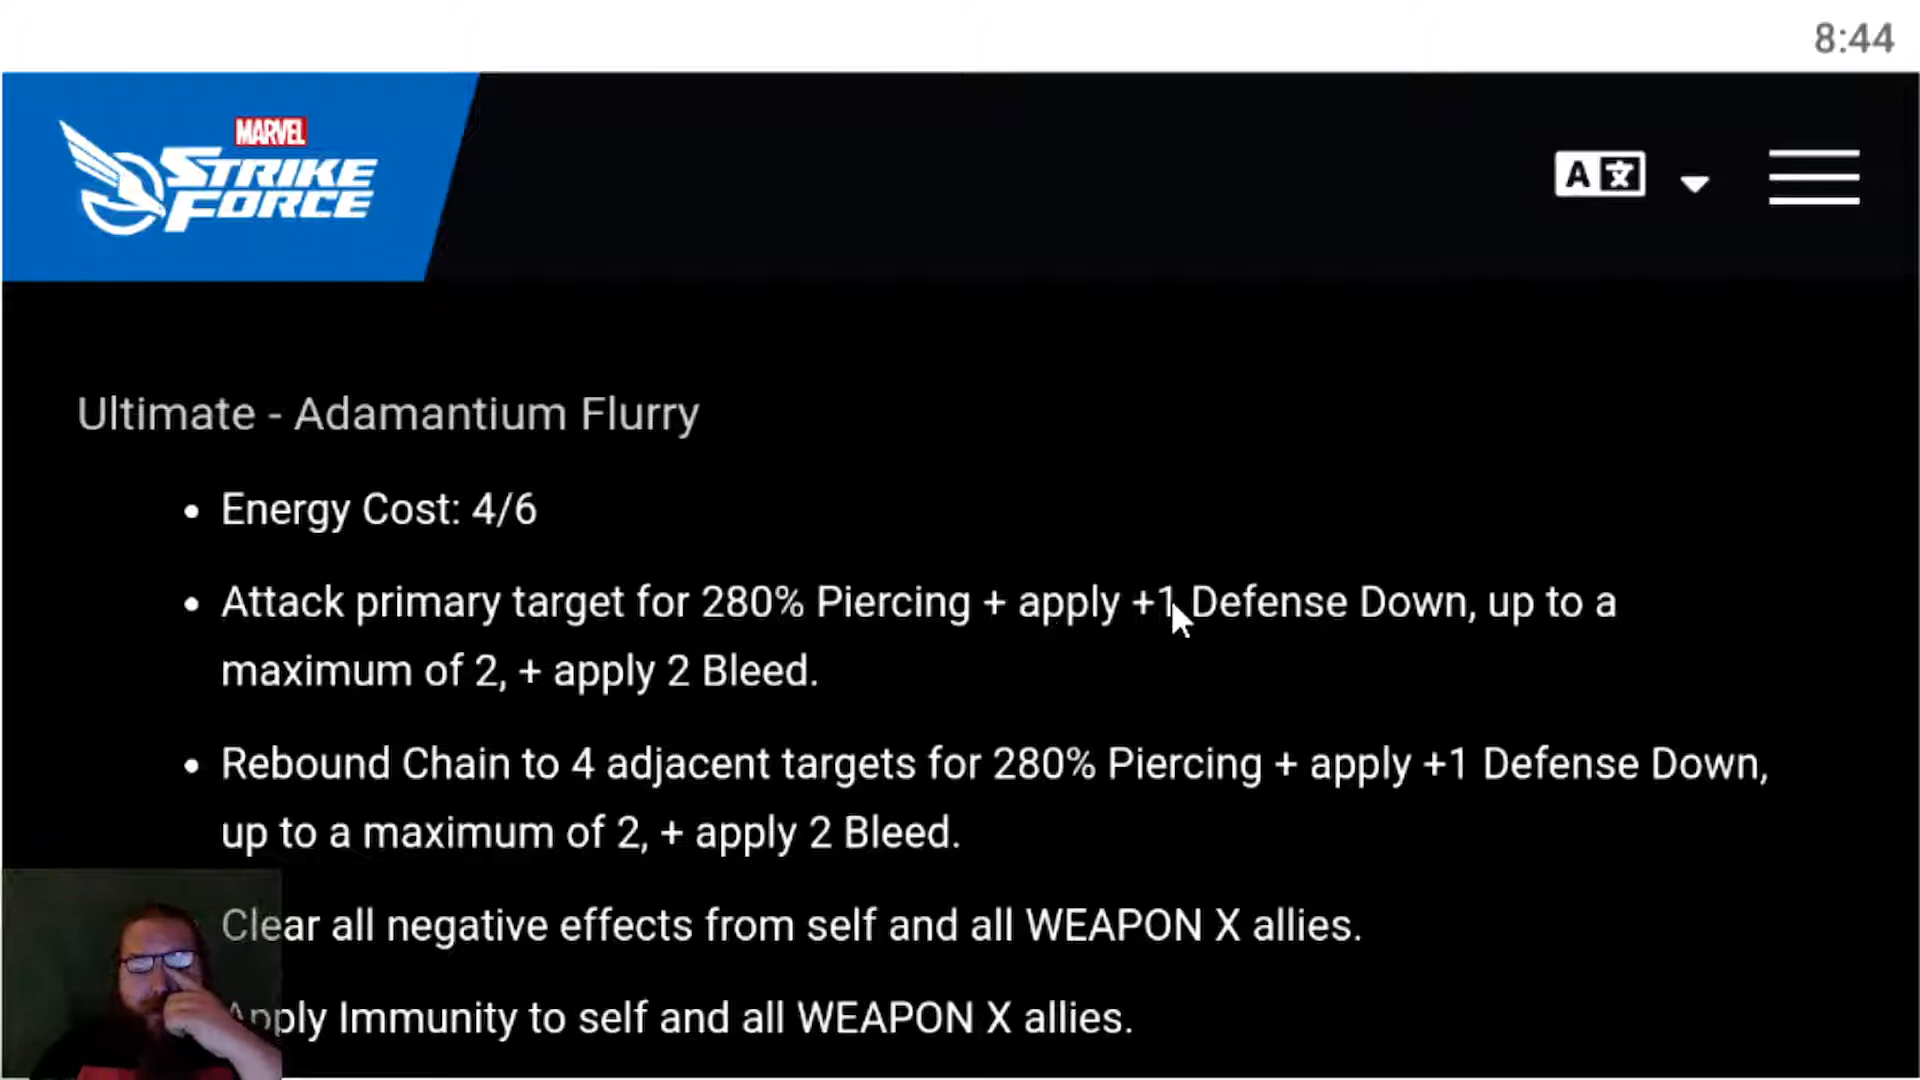 8:44
MARVEL
STRIKE
FORCE
A 文
Ultimate - Adamantium Flurry
• Energy Cost: 4/6
• Attack primary target for 280% Piercing + apply +1 Defense Down, up to a
maximum of 2, + apply 2 Bleed.
• Rebound Chain to 4 adjacent targets for 280% Piercing + apply +1 Defense Down,
up to a maximum of 2, + apply 2 Bleed.
Clear all negative effects from self and all WEAPON X allies.
Apply Immunity to self and all WEAPON X allies.